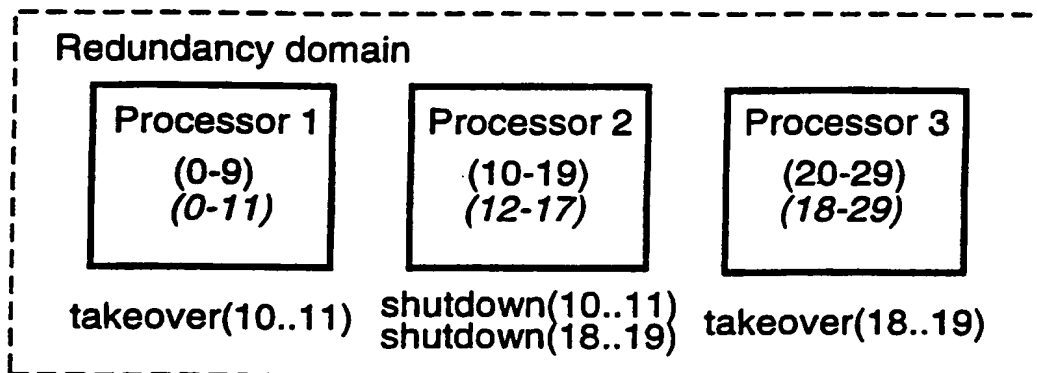 Redundancy domain
Processor 1
(0-9)
(0-11)
Processor 2
(10-19)
(12-17)
Processor 3
(20-29)
(18-29)
takeover(10..11)
shutdown(10..11)
shutdown(18..19)
takeover(18..19)